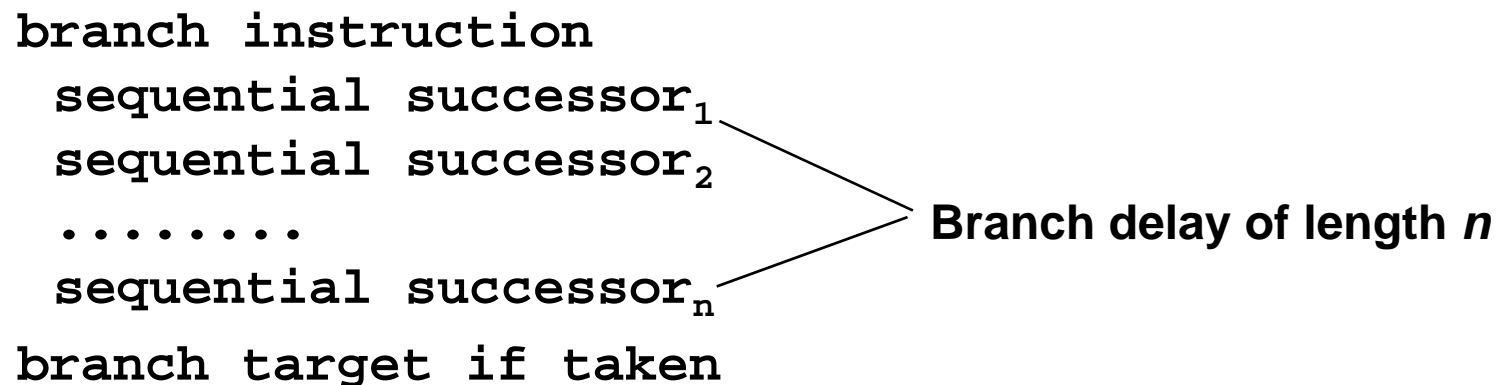 branch instruction
sequential successor₁
sequential successor₂
........
sequential successorₙ
branch target if taken
Branch delay of length n